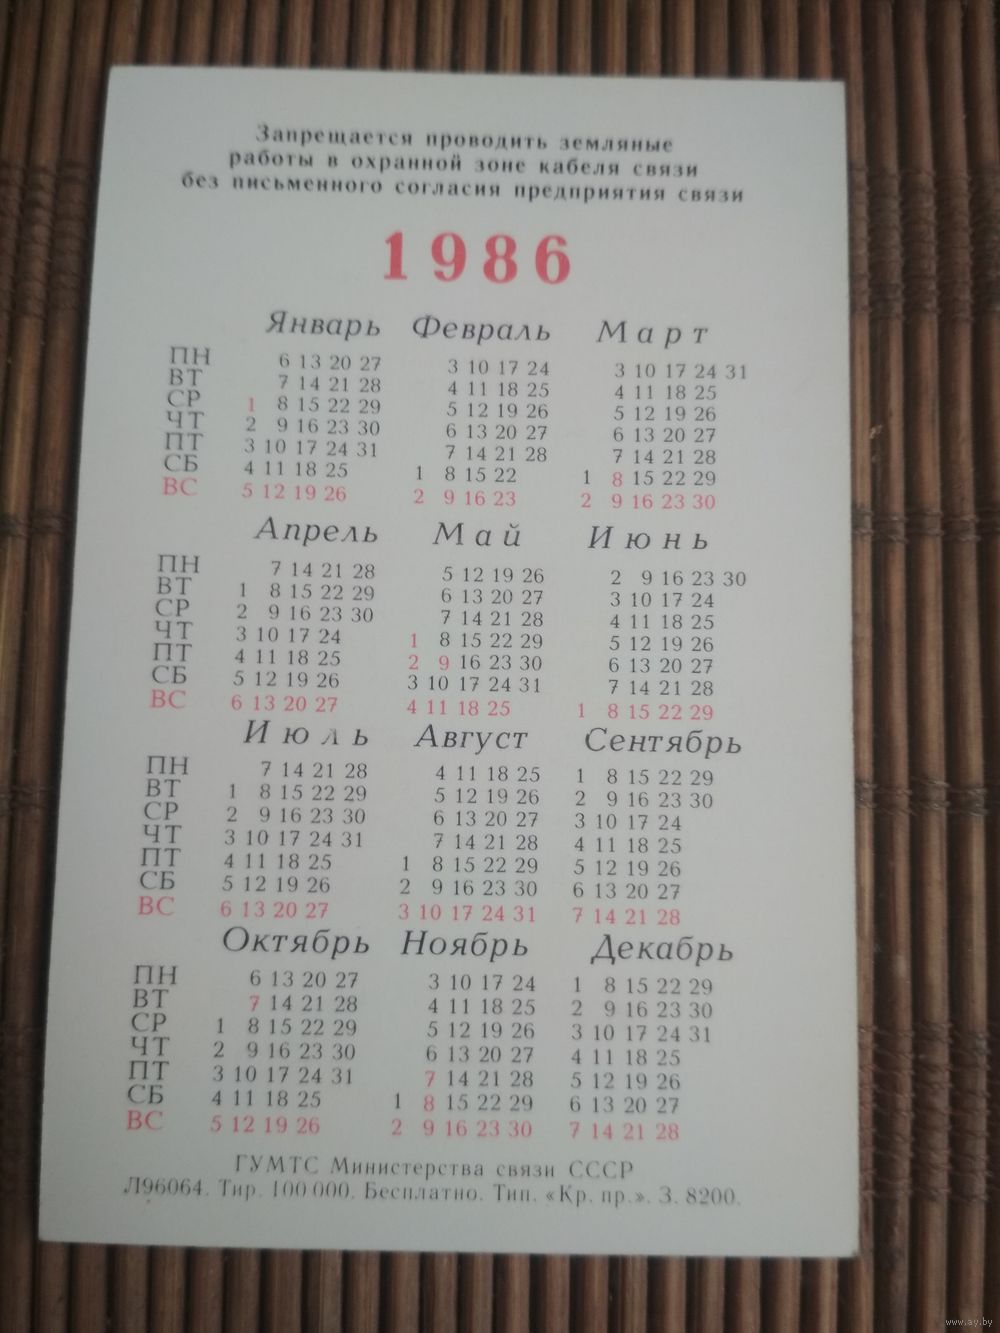 Запрещается проводить земляные
работы в охранной зоне кабеля связи
без письменного согласия предприятия связи
1986
Январь Февраль Март
ПН 6 13 20 27 3 10 17 24 3 10 17 24 31
ВТ 7 14 21 28 4 11 18 25 4 11 18 25
СР 1 8 15 22 29 5 12 19 26 5 12 19 26
ЧТ 2 9 16 23 30 6 13 20 27 6 13 20 27
ПТ 3 10 17 24 31 7 14 21 28 7 14 21 28
СБ 4 11 18 25 1 8 15 22 1 8 15 22 29
ВС 5 12 19 26 2 9 16 23 2 9 16 23 30
Апрель Май Июнь
ПН 7 14 21 28 5 12 19 26 2 9 16 23 30
ВТ 1 8 15 22 29 6 13 20 27 3 10 17 24
СР 2 9 16 23 30 7 14 21 28 4 11 18 25
ЧТ 3 10 17 24 1 8 15 22 29 5 12 19 26
ПТ 4 11 18 25 2 9 16 23 30 6 13 20 27
СБ 5 12 19 26 3 10 17 24 31 7 14 21 28
ВС 6 13 20 27 4 11 18 25 1 8 15 22 29
Июль Август Сентябрь
ПН 7 14 21 28 4 11 18 25 1 8 15 22 29
ВТ 1 8 15 22 29 5 12 19 26 2 9 16 23 30
СР 2 9 16 23 30 6 13 20 27 3 10 17 24
ЧТ 3 10 17 24 31 7 14 21 28 4 11 18 25
ПТ 4 11 18 25 1 8 15 22 29 5 12 19 26
СБ 5 12 19 26 2 9 16 23 30 6 13 20 27
ВС 6 13 20 27 3 10 17 24 31 7 14 21 28
Октябрь Ноябрь Декабрь
ПН 6 13 20 27 3 10 17 24 1 8 15 22 29
ВТ 7 14 21 28 4 11 18 25 2 9 16 23 30
СР 1 8 15 22 29 5 12 19 26 3 10 17 24 31
ЧТ 2 9 16 23 30 6 13 20 27 4 11 18 25
ПТ 3 10 17 24 31 7 14 21 28 5 12 19 26
СБ 4 11 18 25 1 8 15 22 29 6 13 20 27
ВС 5 12 19 26 2 9 16 23 30 7 14 21 28
ГУМТС Министерства связи СССР
Л96064. Тир. 100 000. Бесплатно. Тип. «Кр. пр.». З. 8200.
www.ay.by